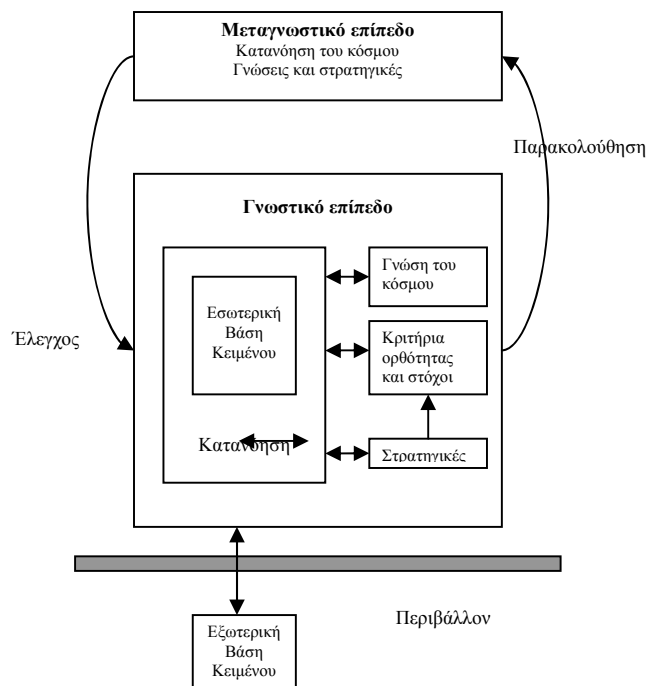 Μεταγνωστικό επίπεδο
Κατανόηση του κόσμου
Γνώσεις και στρατηγικές
Παρακολούθηση
Γνωστικό επίπεδο
Γνώση του
κόσμου
Εσωτερική
Βάση
Κειμένου
Κριτήρια
ορθότητας
και στόχοι
Έλεγχος
Κατανόηση
Στρατηγικές
Περιβάλλον
Εξωτερική
Βάση
Κειμένου